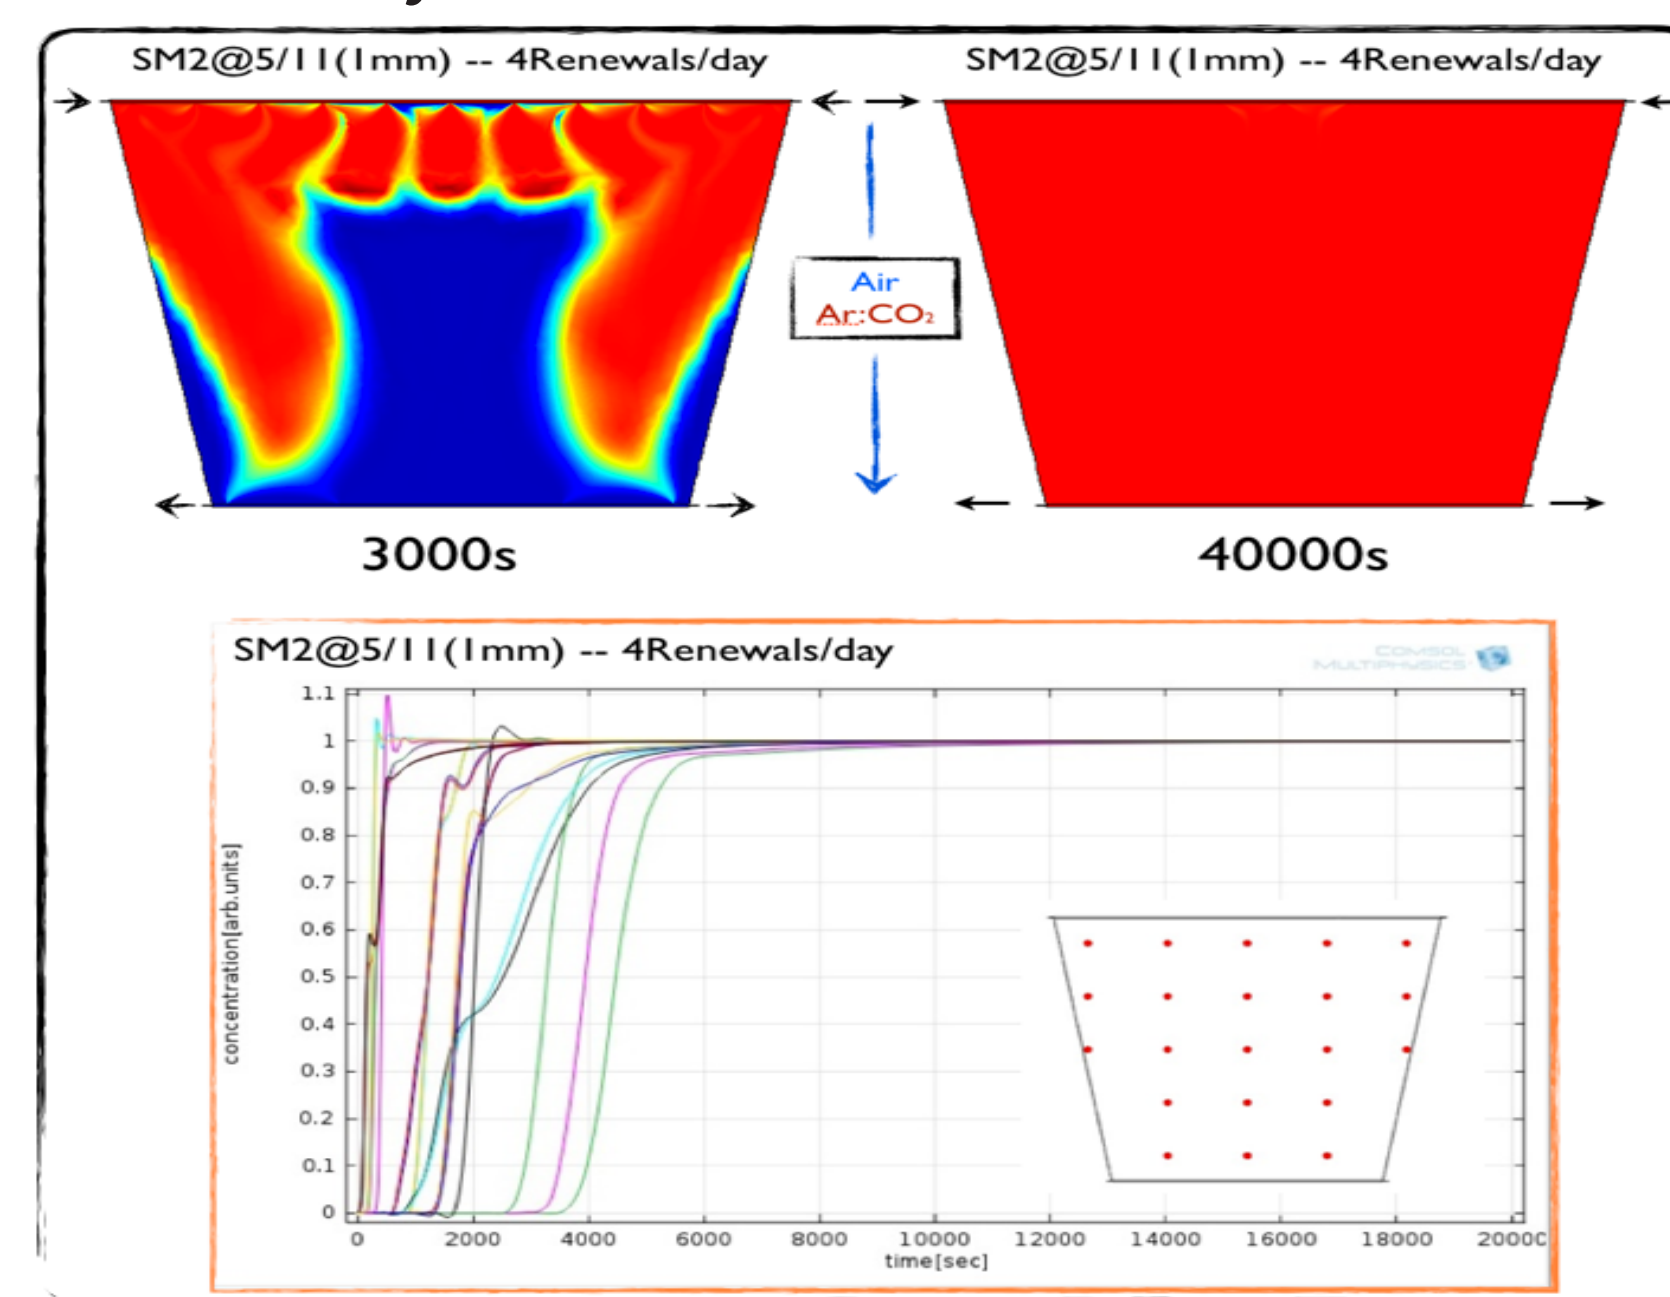 SM2@5/11(1mm) -- 4Renewals/day
SM2@5/11(1mm) -- 4Renewals/day
Air
Ar:CO₂
3000s
40000s
SM2@5/11(1mm) -- 4Renewals/day
COMSOL
MULTIPHYSICS
1.1
1
0.9
0.8
0.7
0.6
0.5
0.4
0.3
0.2
0.1
0
concentration[arb.units]
0 2000 4000 6000 8000 10000 12000 14000 16000 18000 20000
time[sec]